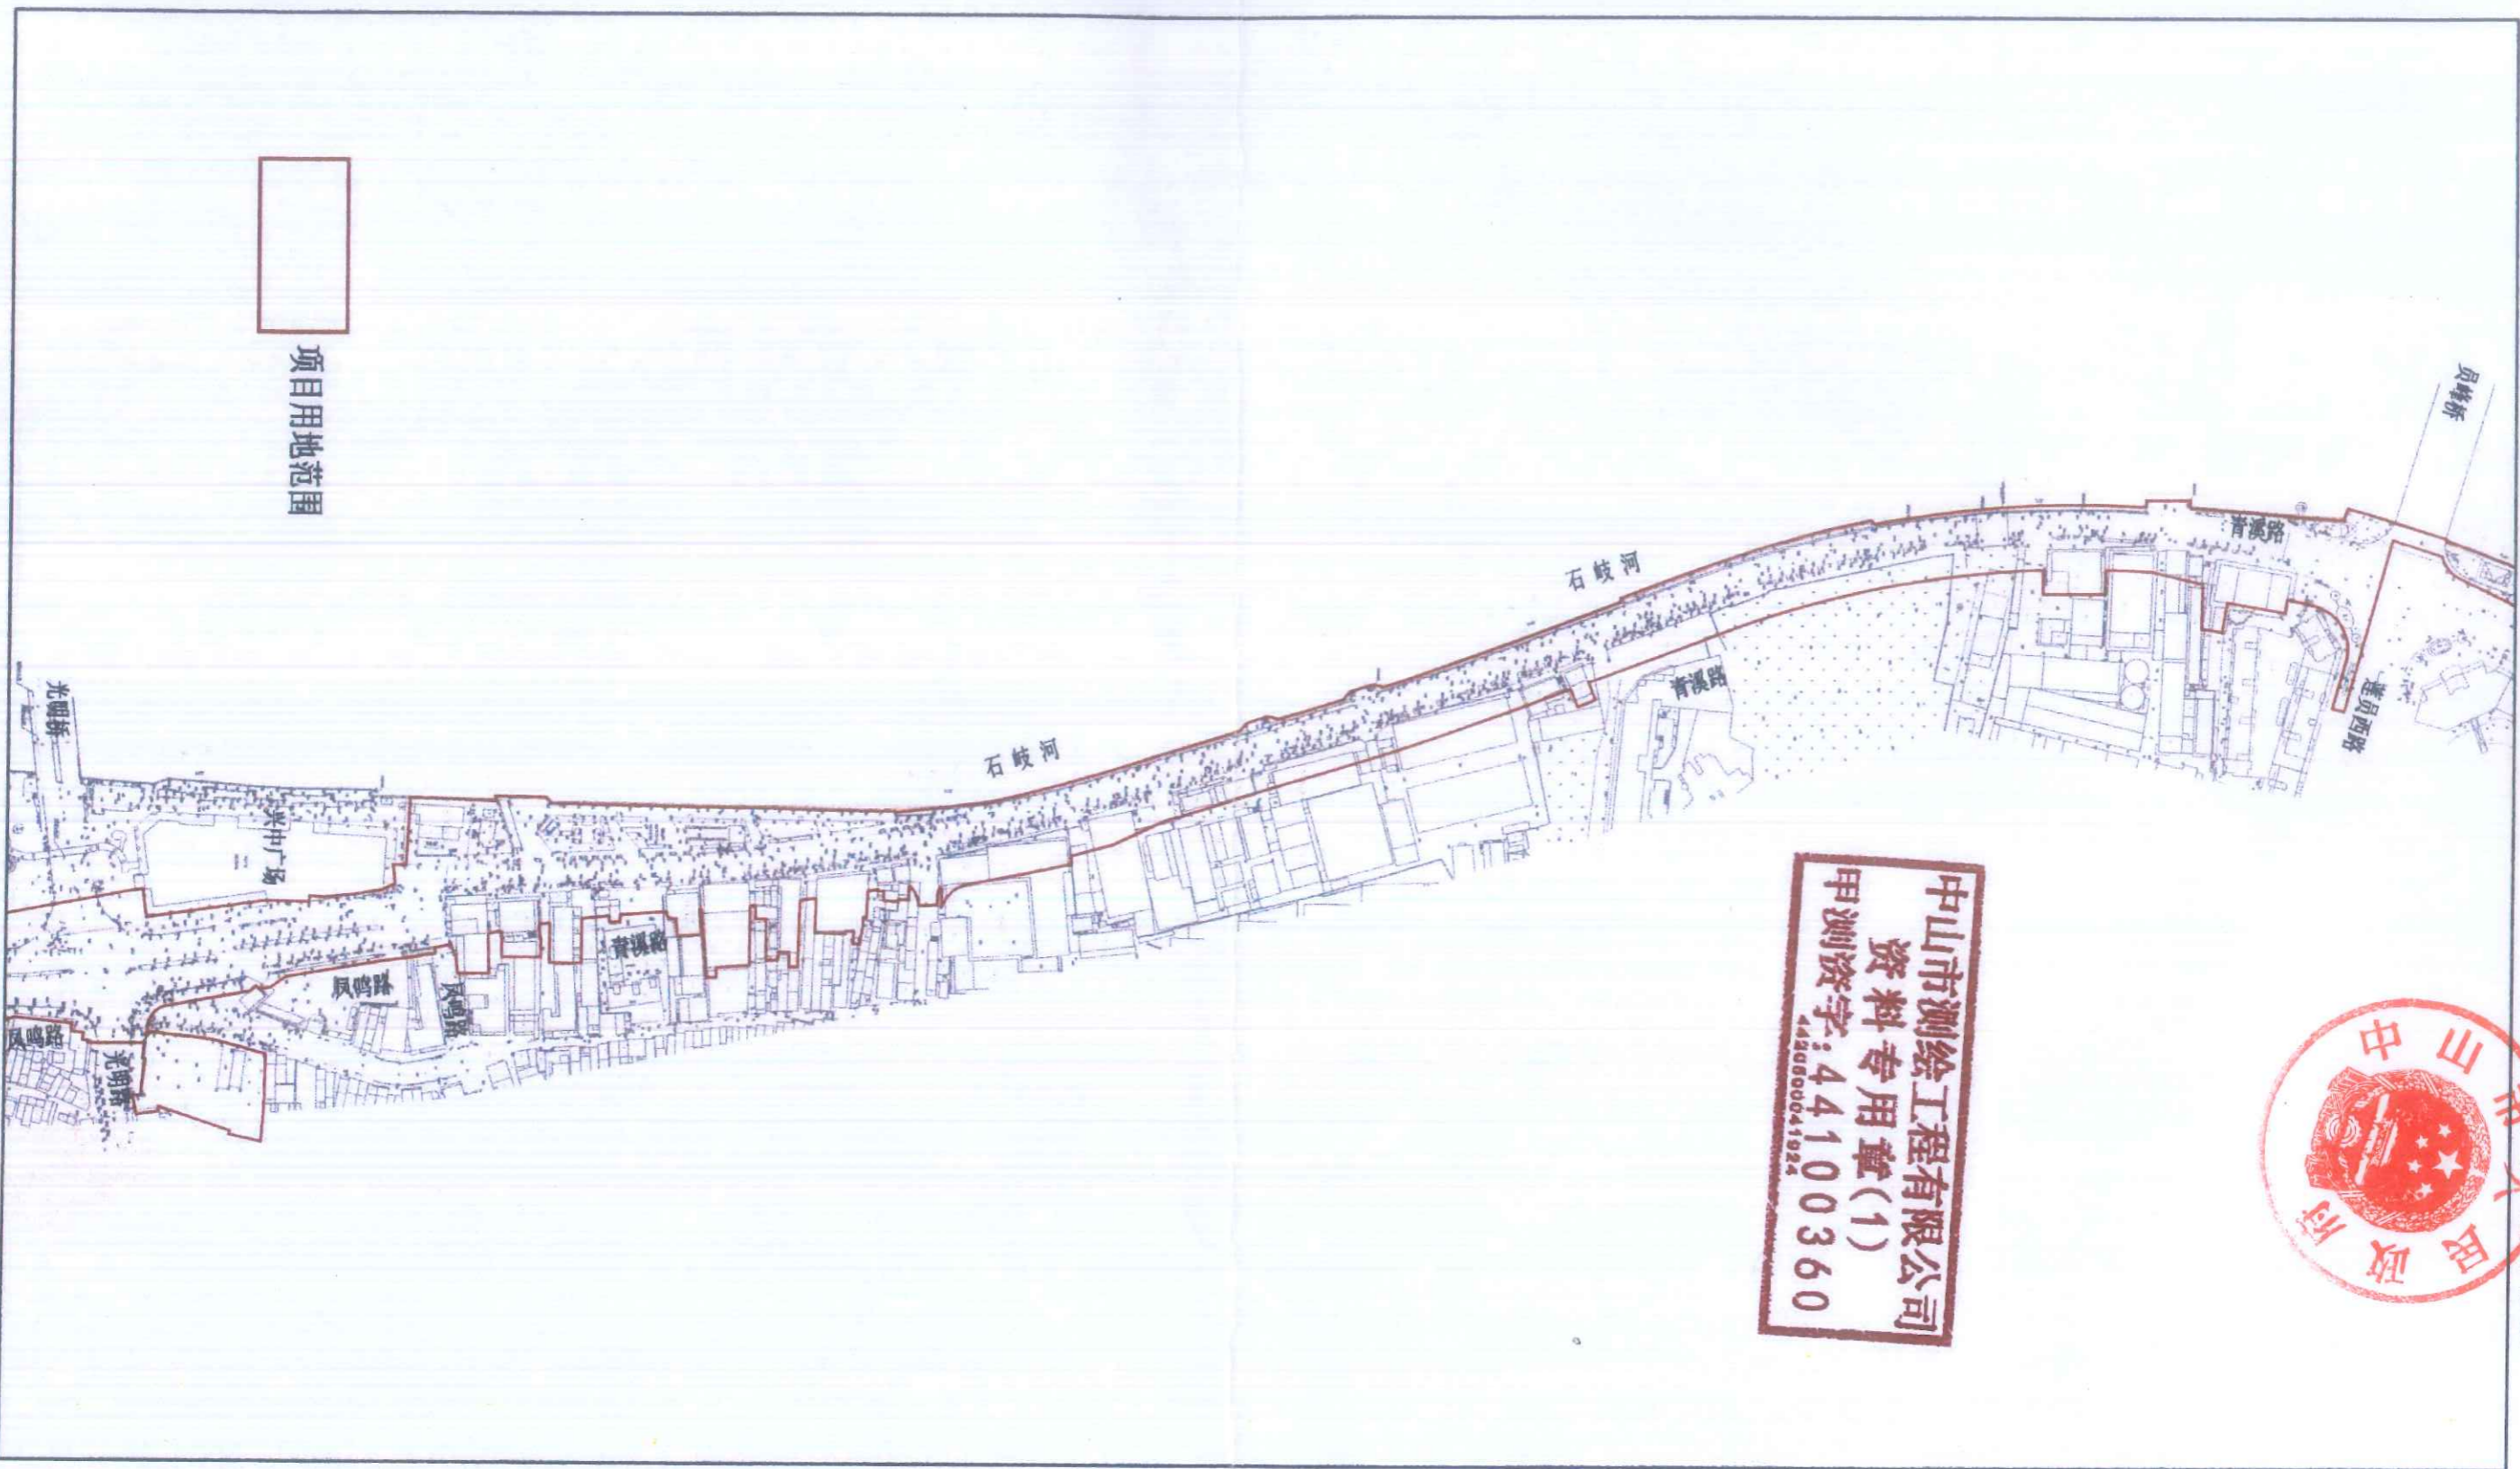 项目用地范围
员峰桥
青溪路
石岐河
青溪路
莲员西路
石岐河
光明桥
兴中广场
青溪路
凤鸣路
凤鸣路
凤鸣路
光明路
中山市测绘工程有限公司
资料专用章(1)
甲测资字:44100360
中山市人民政府